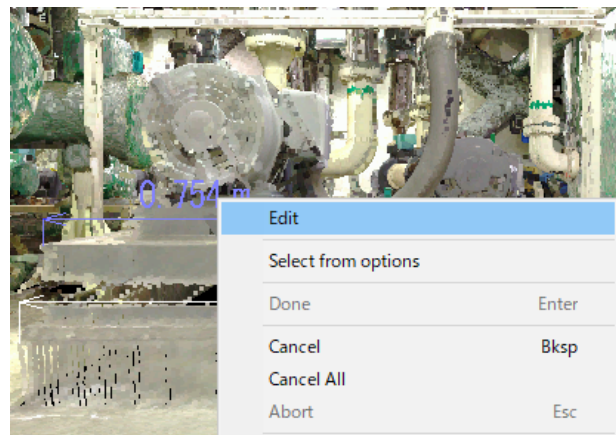 0.754 m
Edit
Select from options
Done Enter
Cancel Bksp
Cancel All
Abort Esc